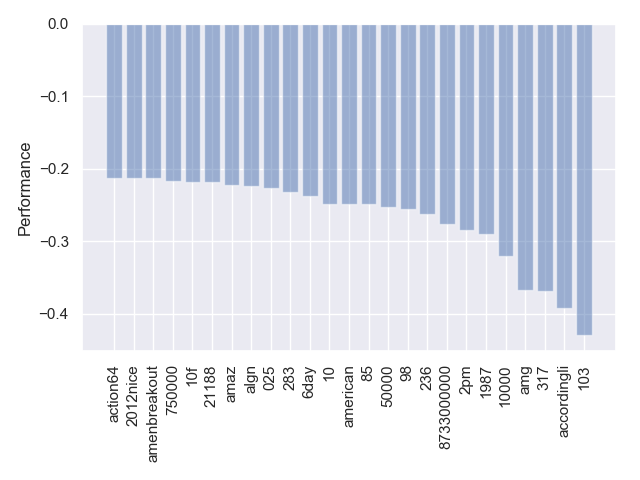 0.0
−0.1
−0.2
−0.3
−0.4
Performance
action64
2012nice
amenbreakout
750000
10f
21188
amaz
algn
025
283
6day
10
american
85
50000
98
236
8733000000
2pm
1987
10000
amg
317
accordingli
103